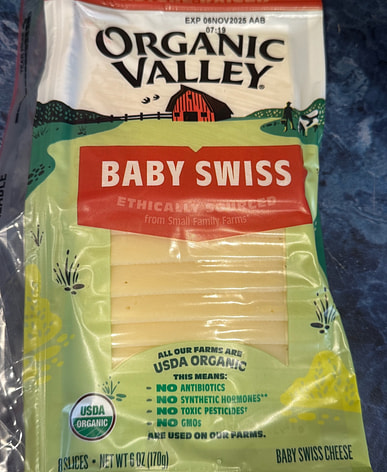 EXP 06NOV2025 AAB
07:19
ORGANIC
VALLEY®
BABY SWISS
ETHICALLY SOURCED
from Small Family Farms*
ALL OUR FARMS ARE
USDA ORGANIC
THIS MEANS:
- NO ANTIBIOTICS
- NO SYNTHETIC HORMONES**
- NO TOXIC PESTICIDES†
- NO GMOs
ARE USED ON OUR FARMS.
USDA
ORGANIC
SLICES • NET WT 6 OZ (170g)
BABY SWISS CHEESE